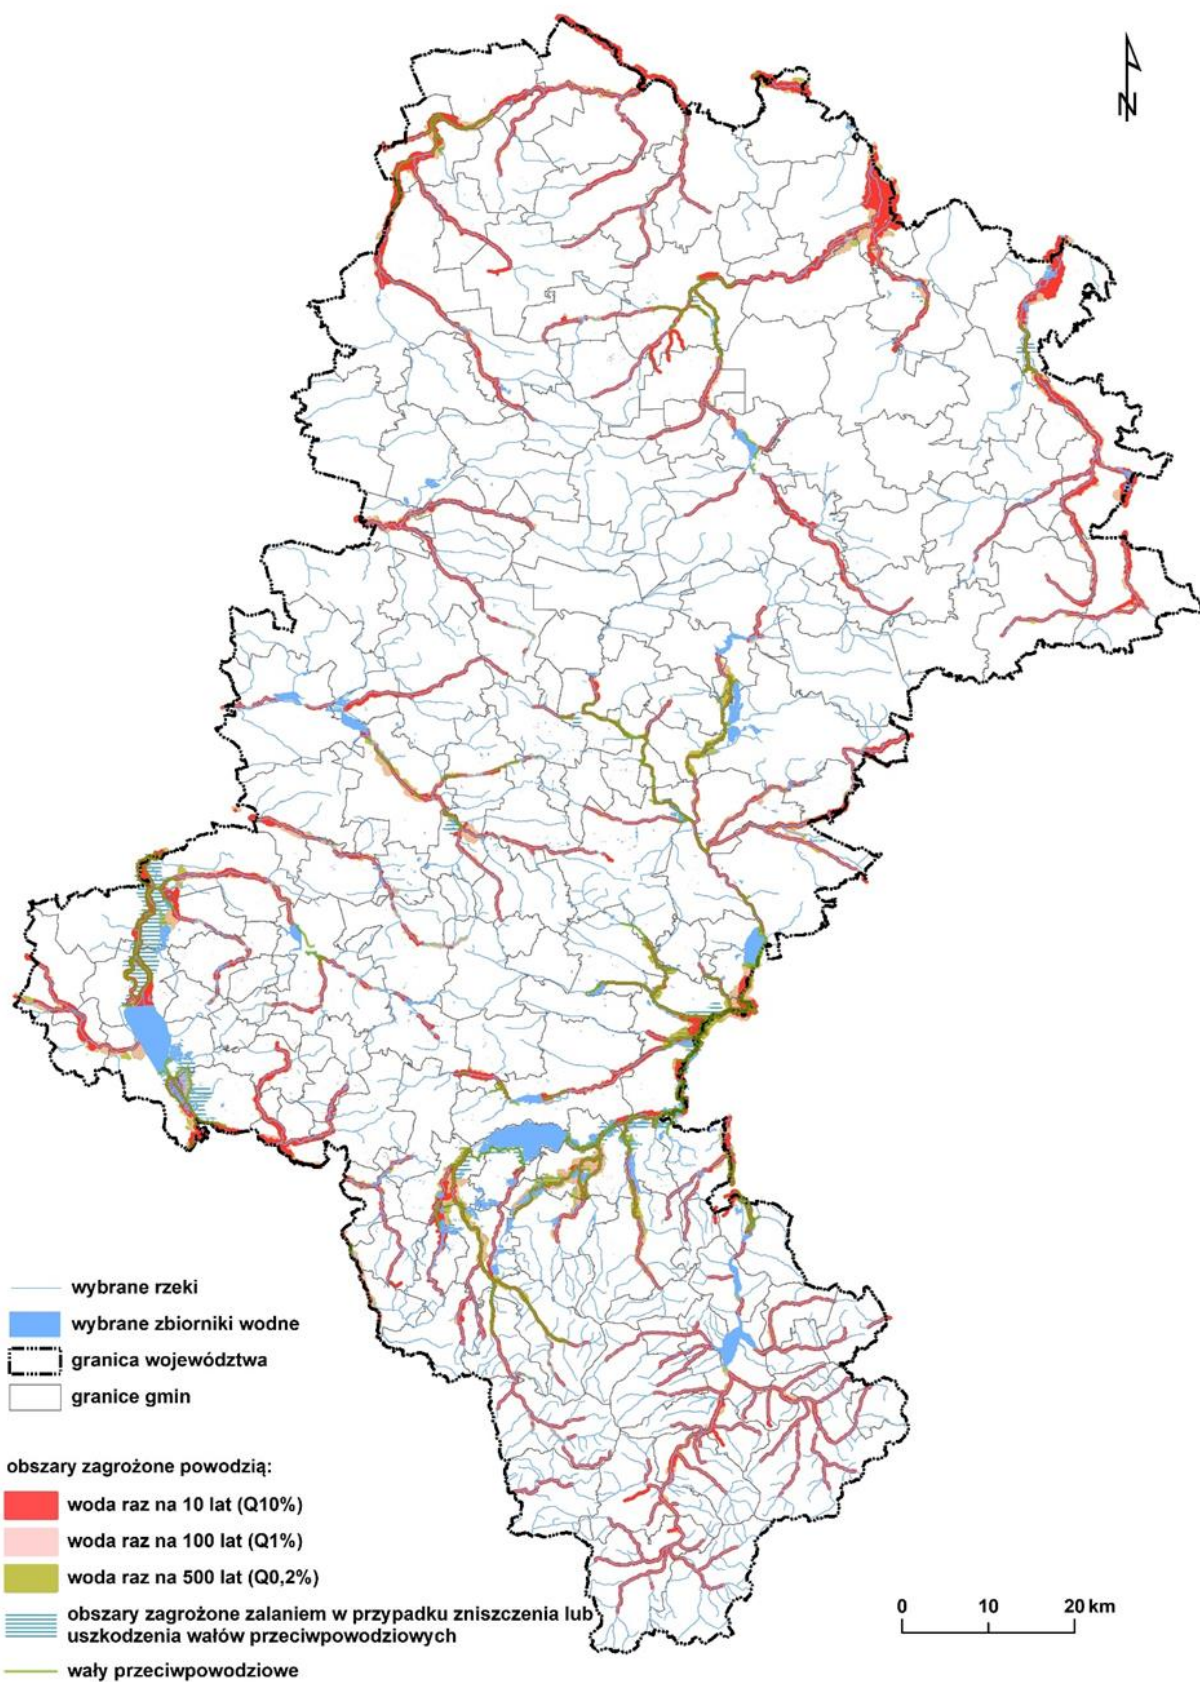 N
wybrane rzeki
wybrane zbiorniki wodne
granica województwa
granice gmin
obszary zagrożone powodzią:
woda raz na 10 lat (Q10%)
woda raz na 100 lat (Q1%)
woda raz na 500 lat (Q0,2%)
obszary zagrożone zalaniem w przypadku zniszczenia lub
uszkodzenia wałów przeciwpowodziowych
wały przeciwpowodziowe
0 10 20 km